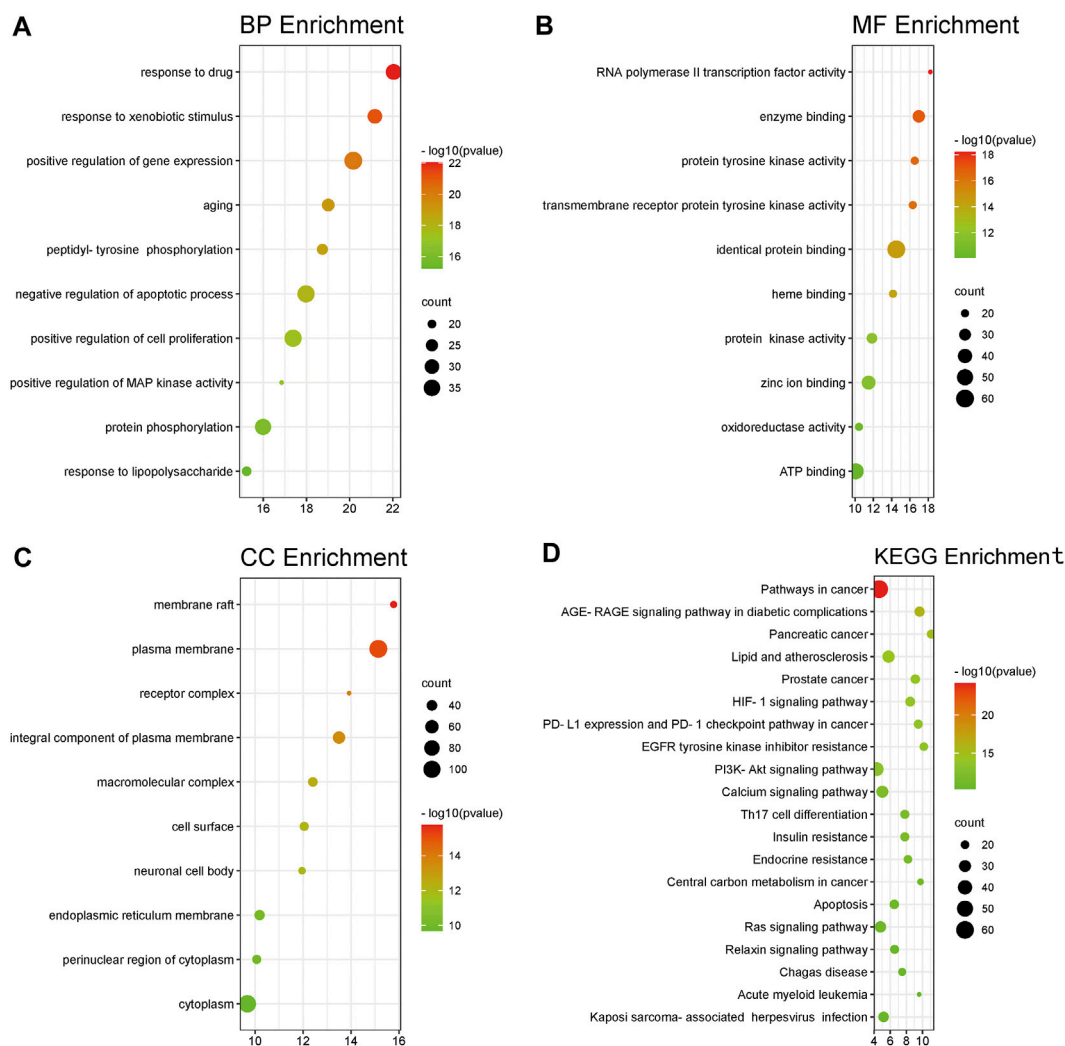 A
BP Enrichment
response to drug
response to xenobiotic stimulus
positive regulation of gene expression
aging
peptidyl- tyrosine phosphorylation
negative regulation of apoptotic process
positive regulation of cell proliferation
positive regulation of MAP kinase activity
protein phosphorylation
response to lipopolysaccharide
16 18 20 22
- log10(pvalue)
22
20
18
16
count
20
25
30
35
B
MF Enrichment
RNA polymerase II transcription factor activity
enzyme binding
protein tyrosine kinase activity
transmembrane receptor protein tyrosine kinase activity
identical protein binding
heme binding
protein kinase activity
zinc ion binding
oxidoreductase activity
ATP binding
10 12 14 16 18
- log10(pvalue)
18
16
14
12
count
20
30
40
50
60
C
CC Enrichment
membrane raft
plasma membrane
receptor complex
integral component of plasma membrane
macromolecular complex
cell surface
neuronal cell body
endoplasmic reticulum membrane
perinuclear region of cytoplasm
cytoplasm
10 12 14 16
count
40
60
80
100
- log10(pvalue)
14
12
10
D
KEGG Enrichment
Pathways in cancer
AGE- RAGE signaling pathway in diabetic complications
Pancreatic cancer
Lipid and atherosclerosis
Prostate cancer
HIF- 1 signaling pathway
PD- L1 expression and PD- 1 checkpoint pathway in cancer
EGFR tyrosine kinase inhibitor resistance
PI3K- Akt signaling pathway
Calcium signaling pathway
Th17 cell differentiation
Insulin resistance
Endocrine resistance
Central carbon metabolism in cancer
Apoptosis
Ras signaling pathway
Relaxin signaling pathway
Chagas disease
Acute myeloid leukemia
Kaposi sarcoma- associated herpesvirus infection
4 6 8 10
- log10(pvalue)
20
15
count
20
30
40
50
60